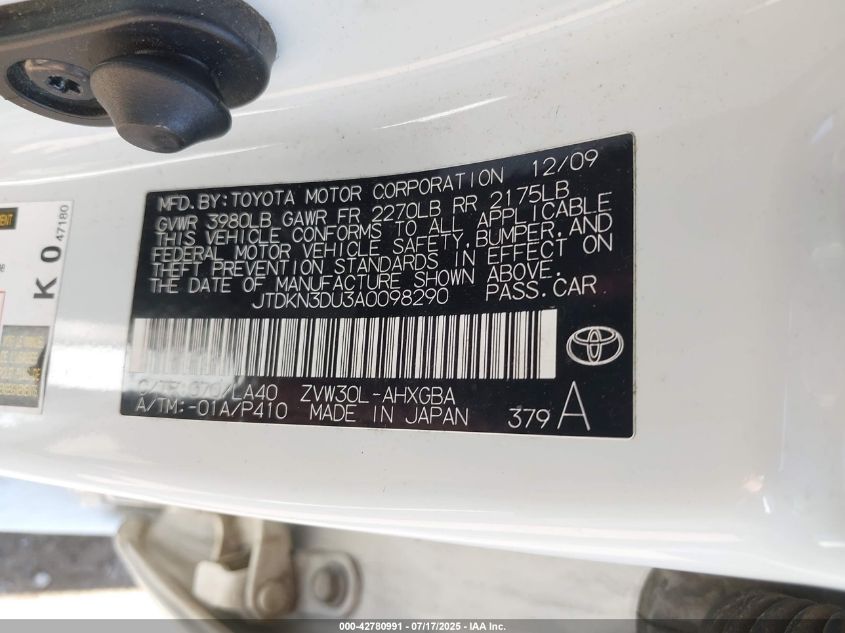 MFD. BY: TOYOTA MOTOR CORPORATION 12/09
GVWR 3980LB GAWR FR 2270LB RR 2175LB
THIS VEHICLE CONFORMS TO ALL APPLICABLE
FEDERAL MOTOR VEHICLE SAFETY, BUMPER, AND
THEFT PREVENTION STANDARDS IN EFFECT ON
THE DATE OF MANUFACTURE SHOWN ABOVE.
JTDKN3DU3A0098290 PASS. CAR
C/TR: 070/LA40 ZVW30L-AHXGBA
A/TM: -01A/P410 MADE IN JAPAN 379 A
K 0
47180
000-42780991 - 07/17/2025 - IAA Inc.